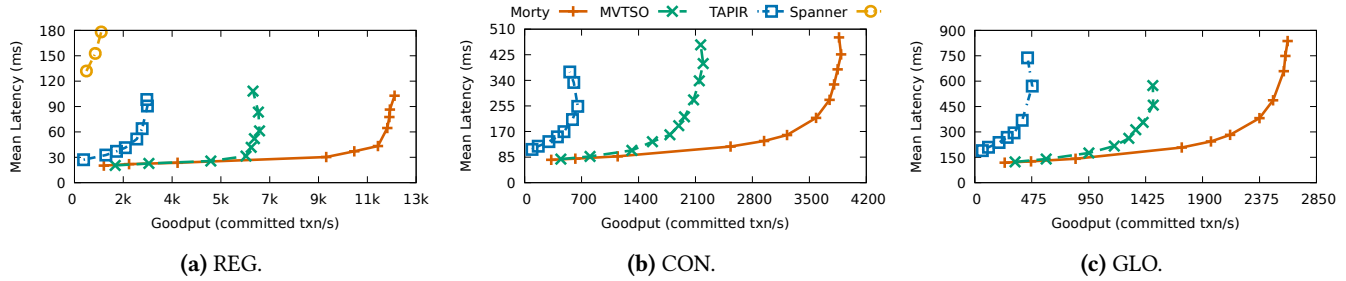 Morty MVTSO TAPIR Spanner
180
150
120
90
60
30
0
Mean Latency (ms)
0 2k 4k 6k 7k 9k 11k 13k
Goodput (committed txn/s)
(a) REG.
510
425
340
255
170
85
0
Mean Latency (ms)
0 700 1400 2100 2800 3500 4200
Goodput (committed txn/s)
(b) CON.
900
750
600
450
300
150
0
Mean Latency (ms)
0 475 950 1425 1900 2375 2850
Goodput (committed txn/s)
(c) GLO.